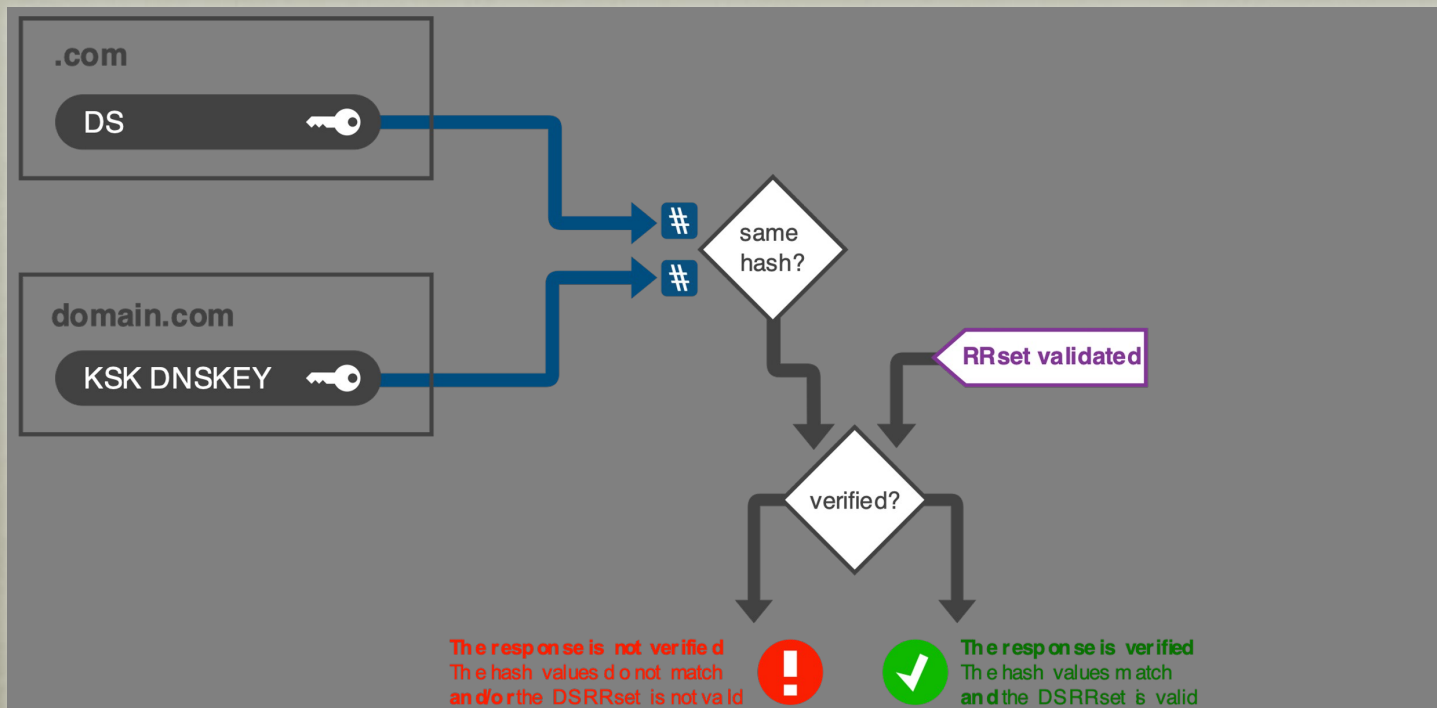 .com
DS
#
same
hash?
#
domain.com
KSK DNSKEY
RRset validated
verified?
The response is not verified
The hash values do not match
and/or the DSRRset is not valid
!
The response is verified
The hash values match
and the DSRRset is valid